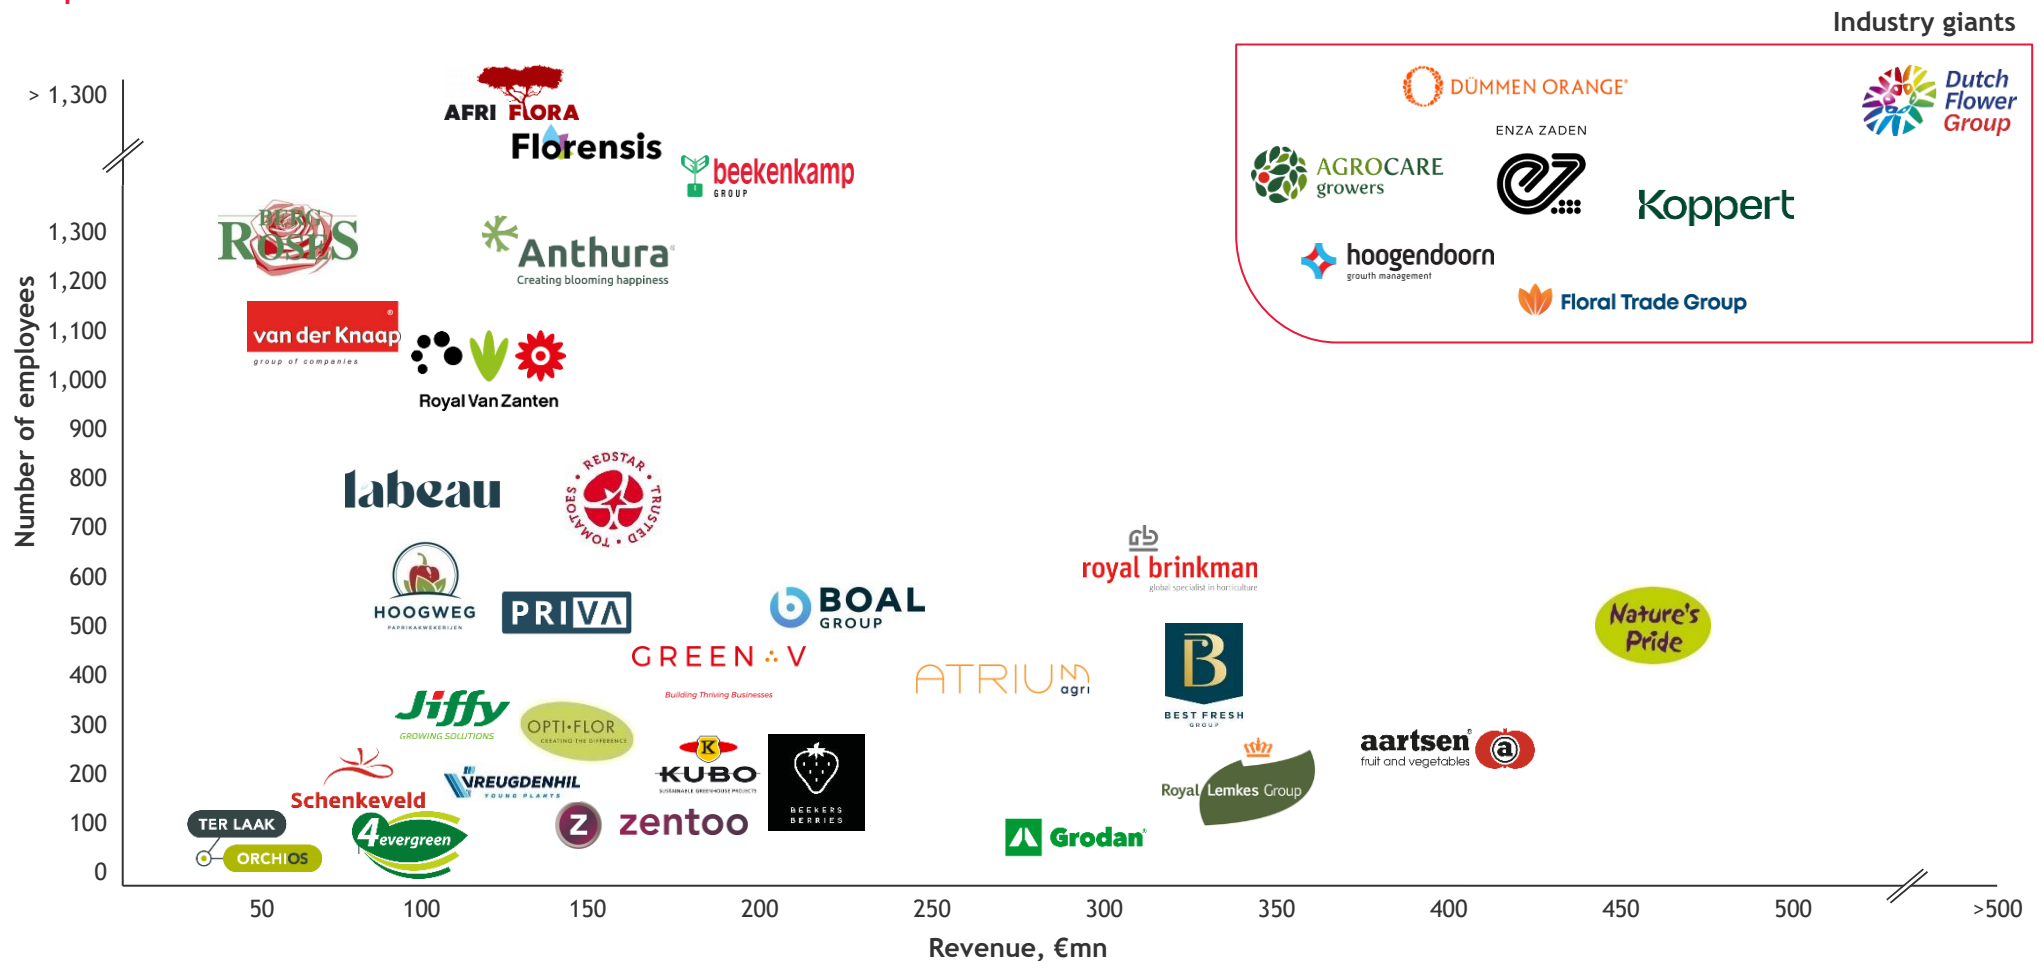 Industry giants
> 1,300
AFRI FLORA
Florensis
beekenkamp
GROUP
DÜMMEN ORANGE®
Dutch
Flower
Group
ENZA ZADEN
AGROCARE
growers
Koppert
hoogendoorn
growth management
Floral Trade Group
BERG
ROSES
1,300
Anthura®
Creating blooming happiness
1,200
van der Knaap®
group of companies
1,100
Royal Van Zanten
1,000
900
Number of employees
labeau
REDSTAR • TRUSTED • TOMATOES •
800
700
HOOGWEG
PAPRIKAKWEKERIJEN
PRIVA
BOAL
GROUP
royal brinkman
global specialist in horticulture
Nature's
Pride
600
500
GREEN V
Building Thriving Businesses
ATRIUM
agri
B
BEST FRESH
GROUP
400
Jiffy
GROWING SOLUTIONS
OPTI•FLOR
CREATING THE DIFFERENCE
300
Schenkeveld
VREUGDENHIL
YOUNG PLANTS
K
KUBO
SUSTAINABLE GREENHOUSE PROJECTS
BEEKERS
BERRIES
aartsen®
fruit and vegetables
a
Royal Lemkes Group
200
TER LAAK
ORCHIOS
4evergreen
Z zentoo
Grodan®
100
0
50
100
150
200
250
300
350
400
450
500
>500
Revenue, €mn